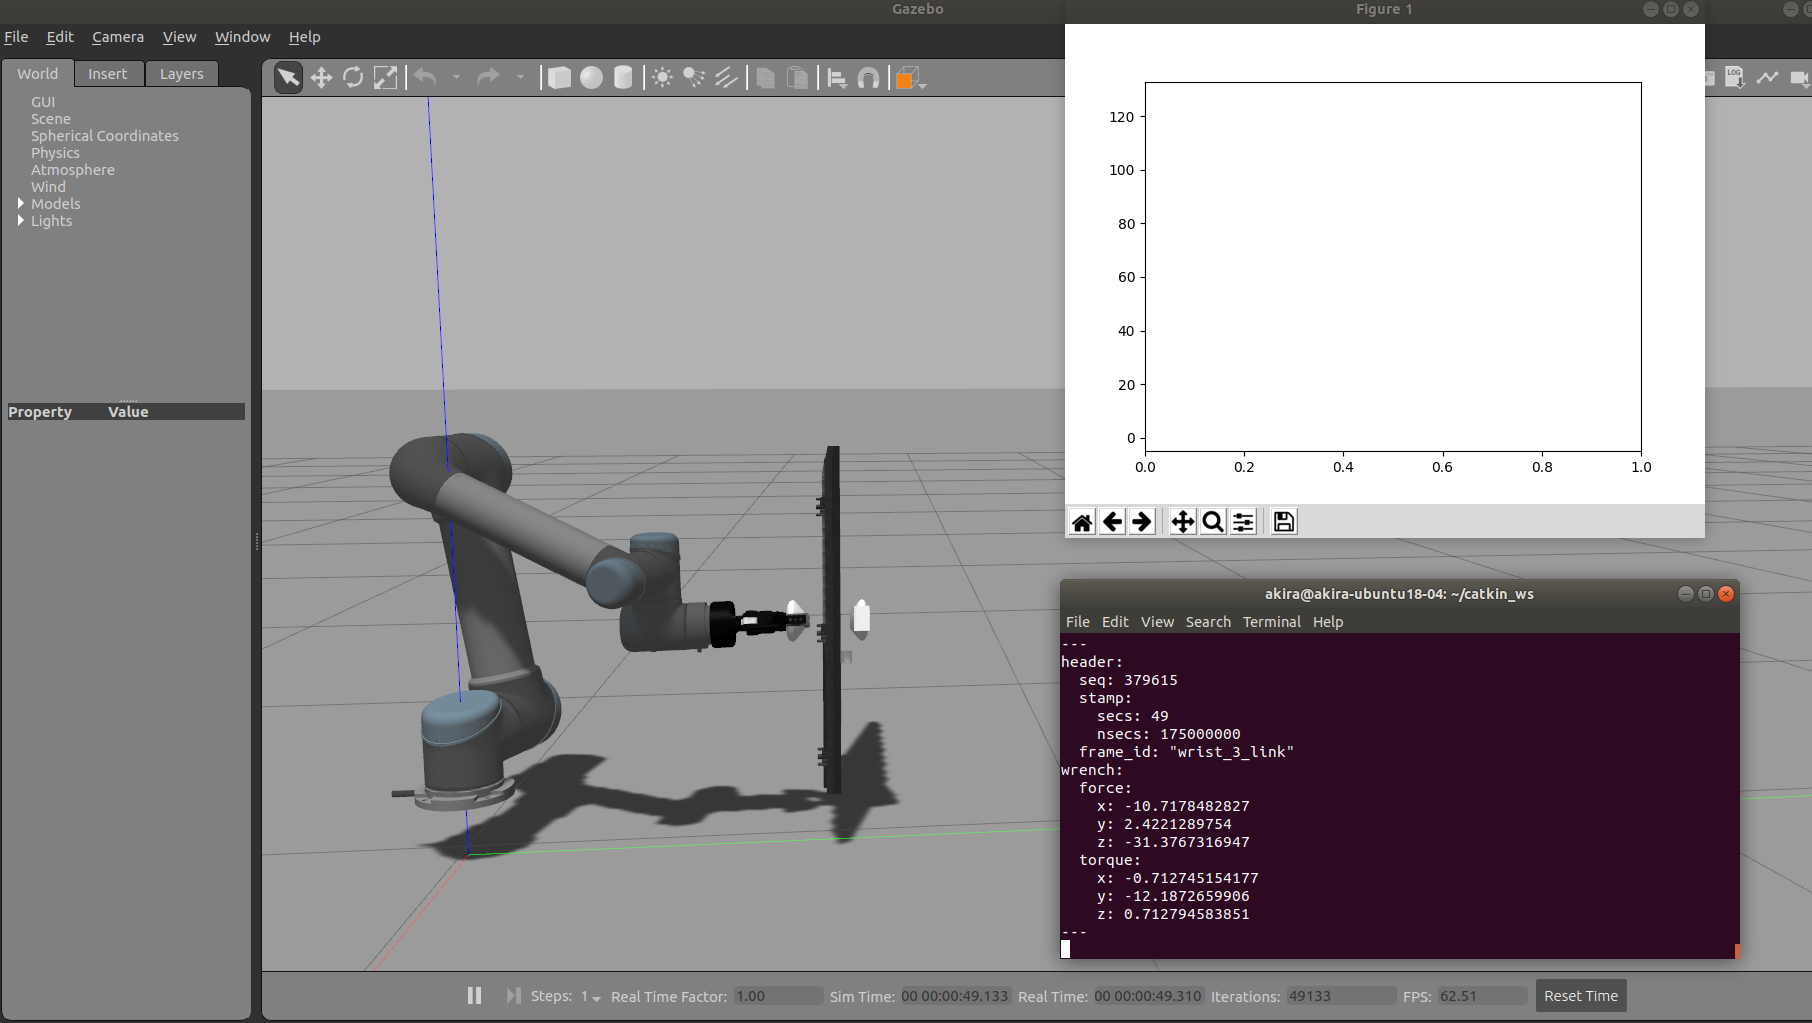 Gazebo
File Edit Camera View Window Help
World Insert Layers
GUI
Scene
Spherical Coordinates
Physics
Atmosphere
Wind
Models
Lights
Property Value
LOG
Figure 1
120
100
80
60
40
20
0
0.0 0.2 0.4 0.6 0.8 1.0
akira@akira-ubuntu18-04: ~/catkin_ws
File Edit View Search Terminal Help
---
header:
seq: 379615
stamp:
secs: 49
nsecs: 175000000
frame_id: "wrist_3_link"
wrench:
force:
x: -10.7178482827
y: 2.4221289754
z: -31.3767316947
torque:
x: -0.712745154177
y: -12.1872659906
z: 0.712794583851
---
Steps: 1 Real Time Factor: 1.00 Sim Time: 00 00:00:49.133 Real Time: 00 00:00:49.310 Iterations: 49133 FPS: 62.51 Reset Time